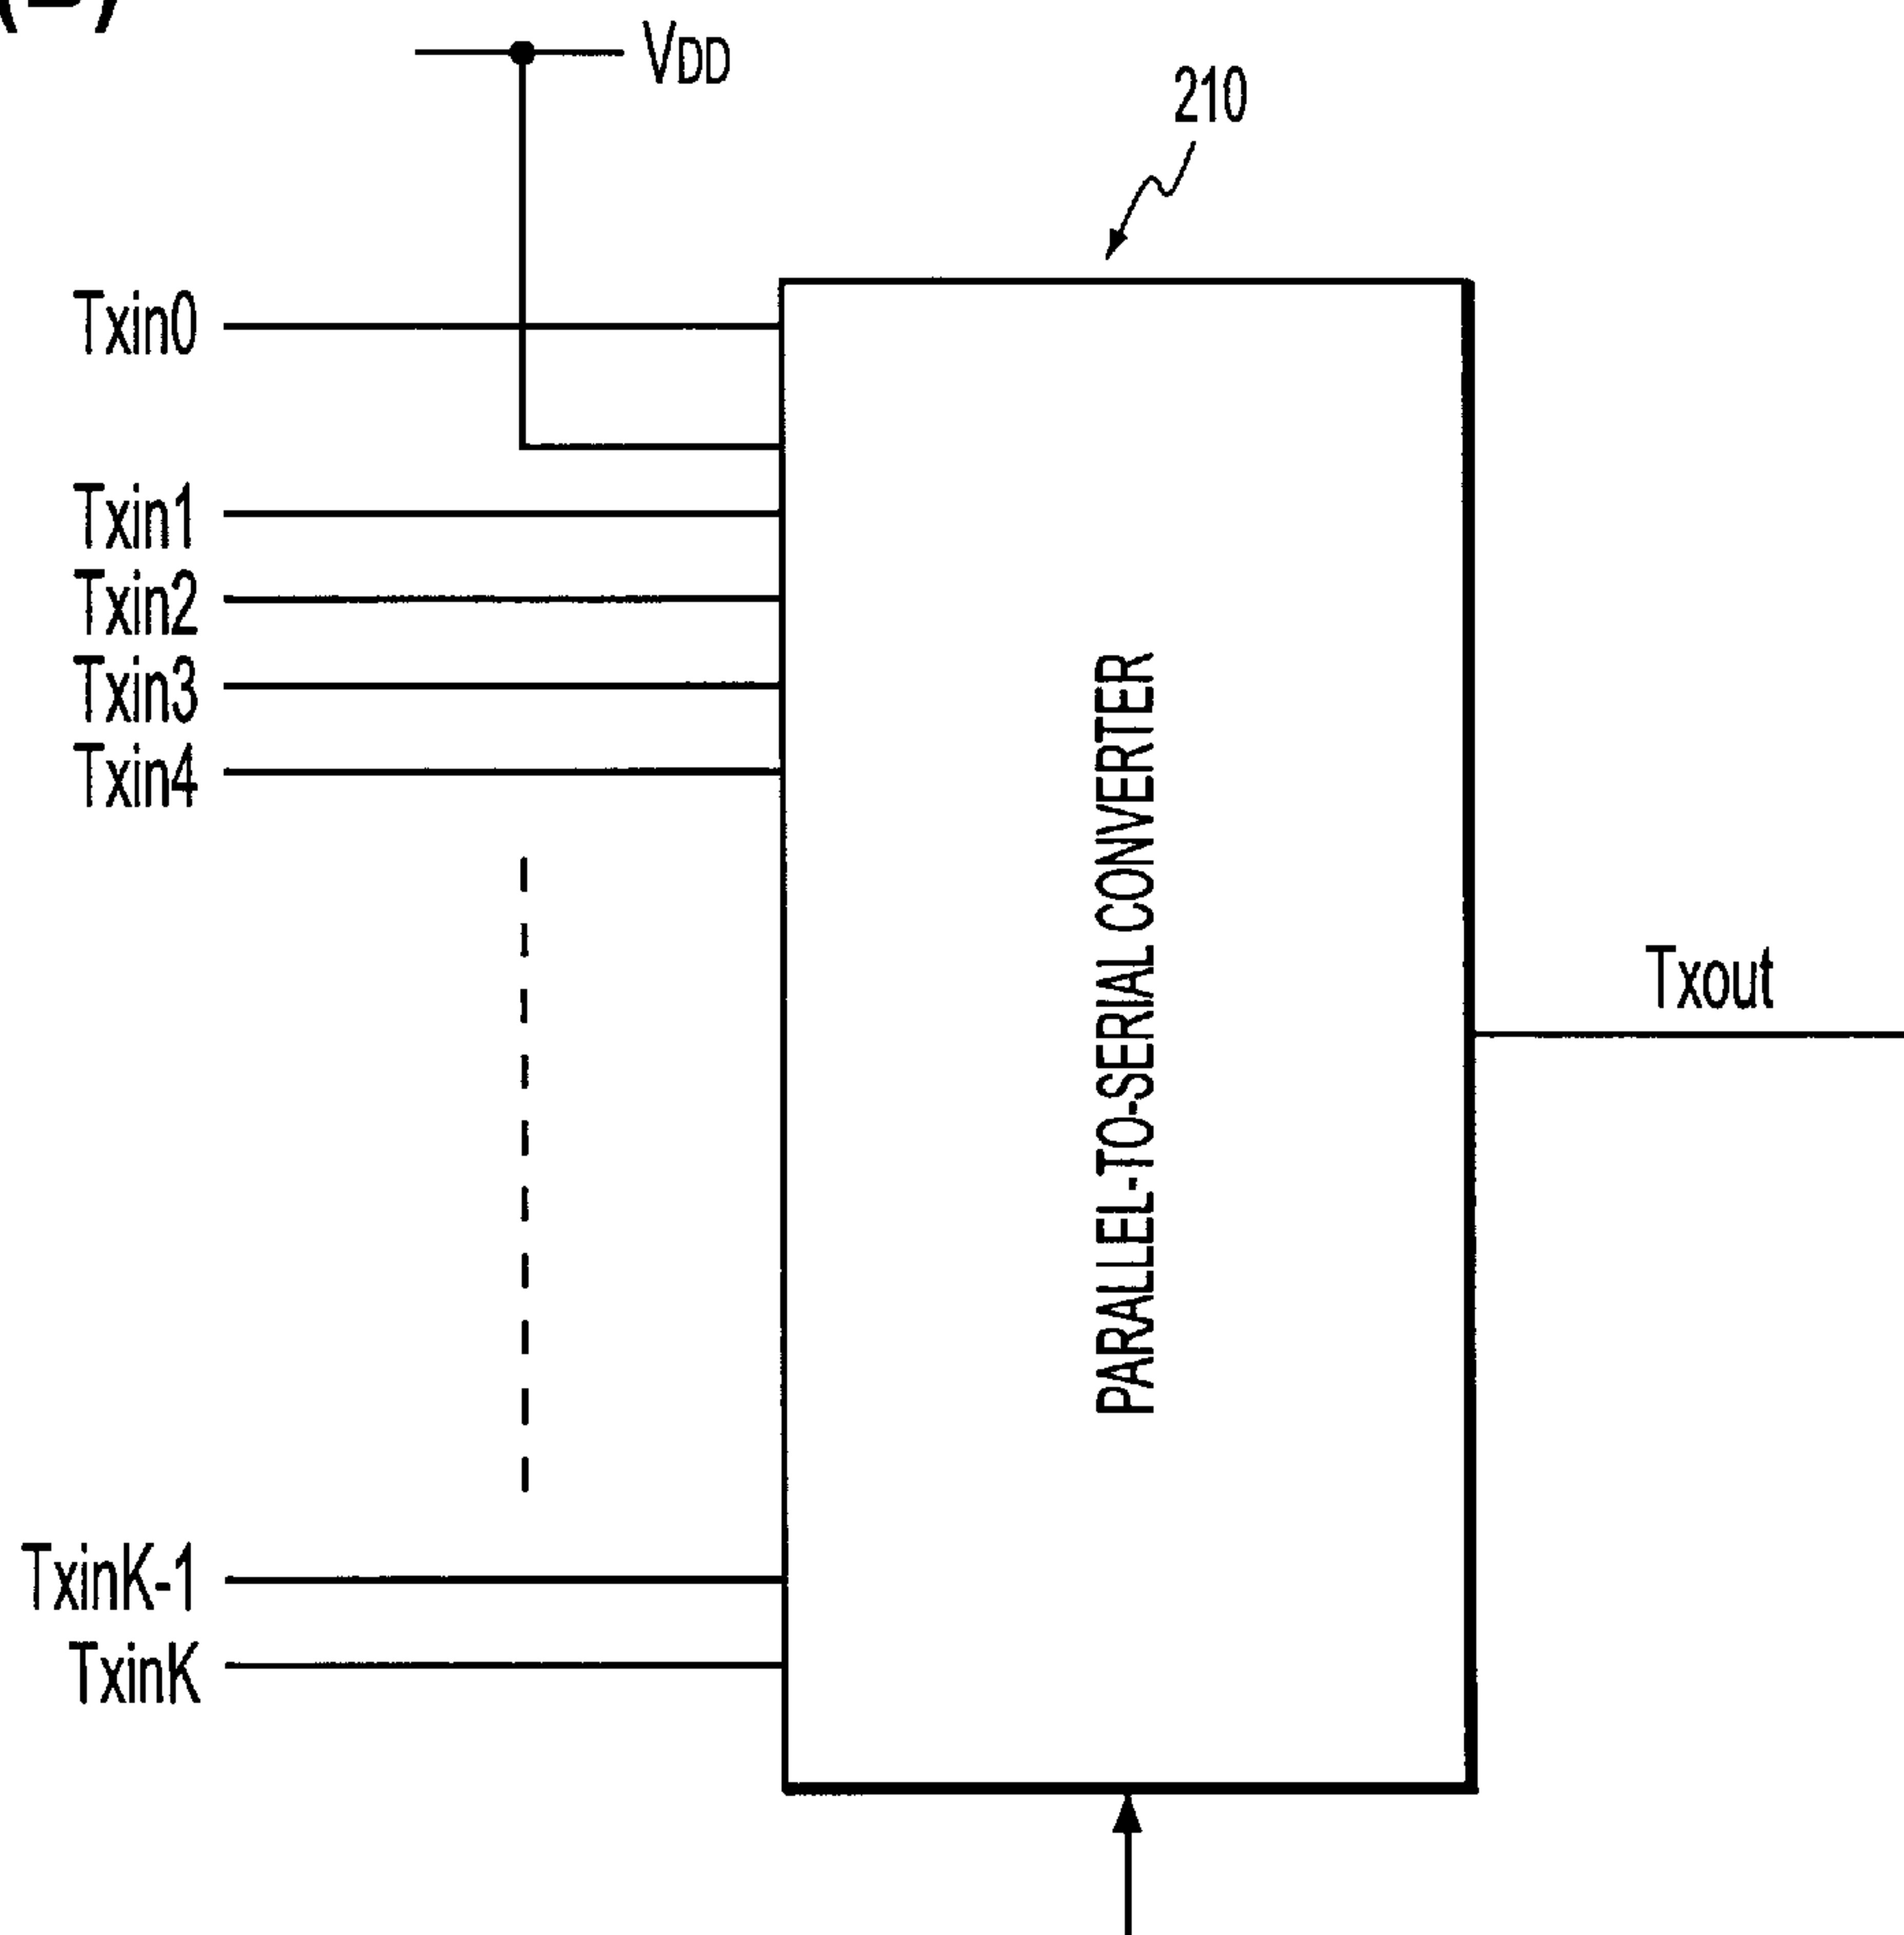 VDD
210
Txin0
Txin1
Txin2
Txin3
Txin4
PARALLEL-TO-SERIAL CONVERTER
Txout
TxinK-1
TxinK